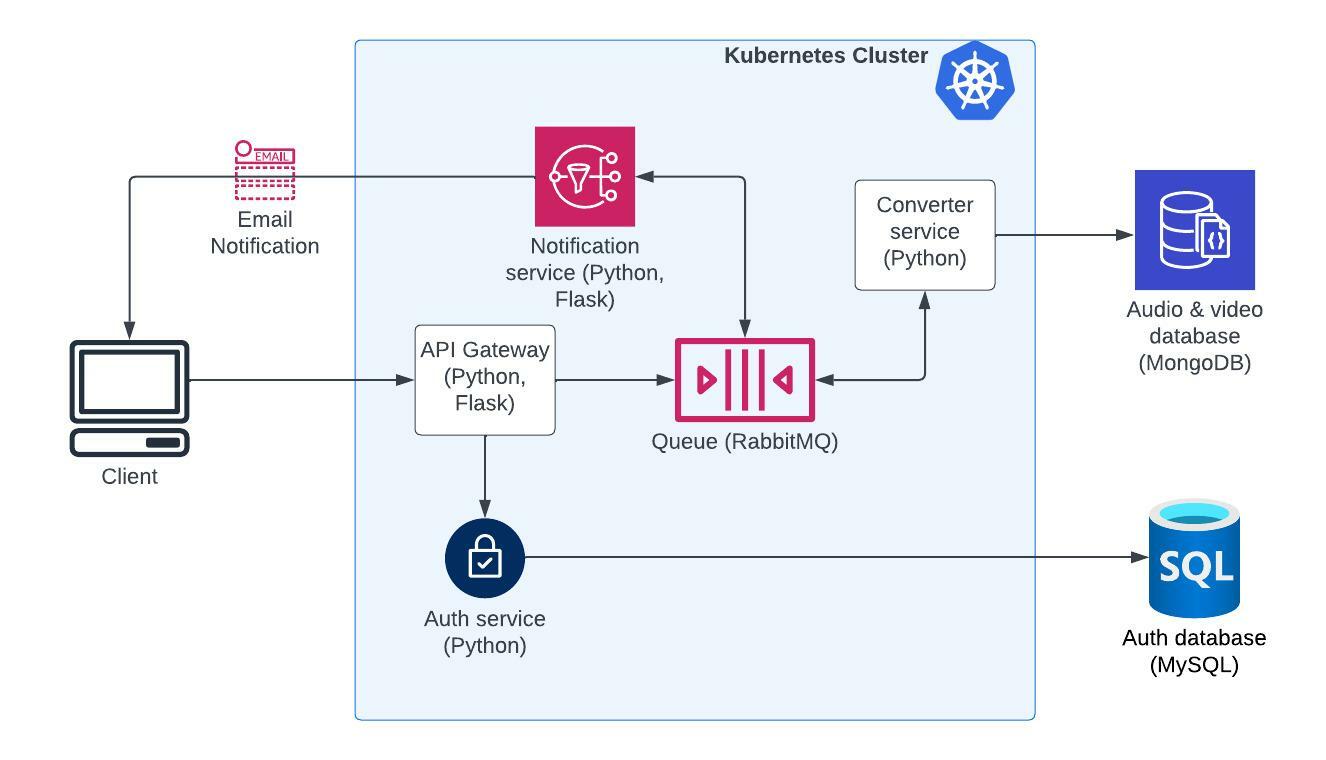 Kubernetes Cluster
EMAIL
Email
Notification
Notification
service (Python,
Flask)
Converter
service
(Python)
Audio & video
database
(MongoDB)
API Gateway
(Python,
Flask)
Queue (RabbitMQ)
Client
Auth service
(Python)
SQL
Auth database
(MySQL)